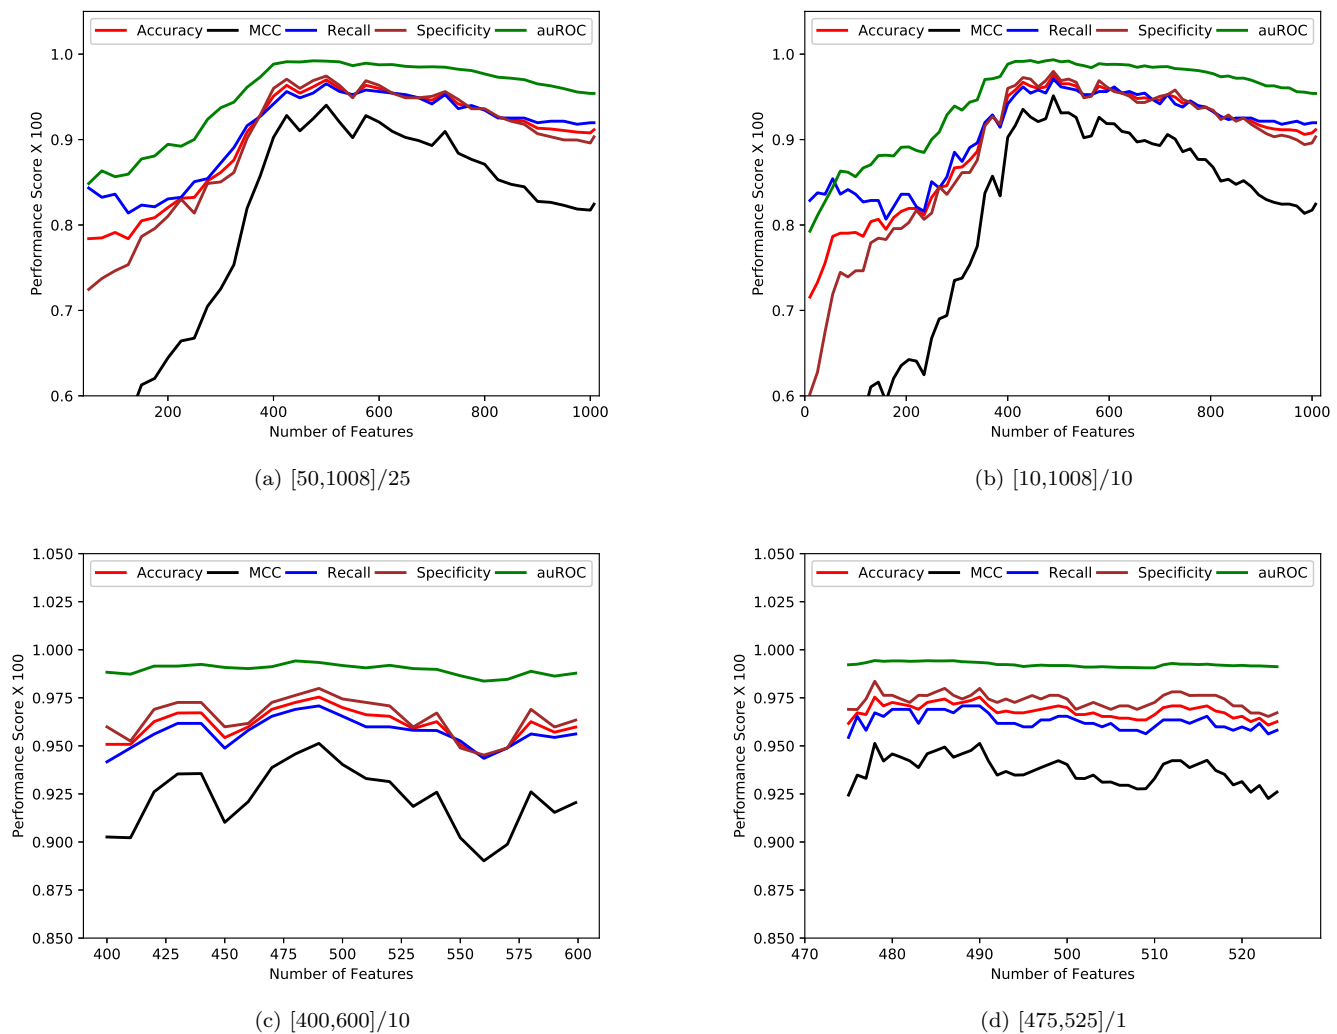 Accuracy MCC Recall Specificity auROC
1.0
0.9
0.8
0.7
0.6
Performance Score X 100
200 400 600 800 1000
Number of Features
(a) [50,1008]/25
Accuracy MCC Recall Specificity auROC
1.0
0.9
0.8
0.7
0.6
Performance Score X 100
0 200 400 600 800 1000
Number of Features
(b) [10,1008]/10
1.050
Accuracy MCC Recall Specificity auROC
1.025
1.000
0.975
0.950
0.925
0.900
0.875
0.850
Performance Score X 100
400 425 450 475 500 525 550 575 600
Number of Features
(c) [400,600]/10
1.050
Accuracy MCC Recall Specificity auROC
1.025
1.000
0.975
0.950
0.925
0.900
0.875
0.850
Performance Score X 100
470 480 490 500 510 520
Number of Features
(d) [475,525]/1